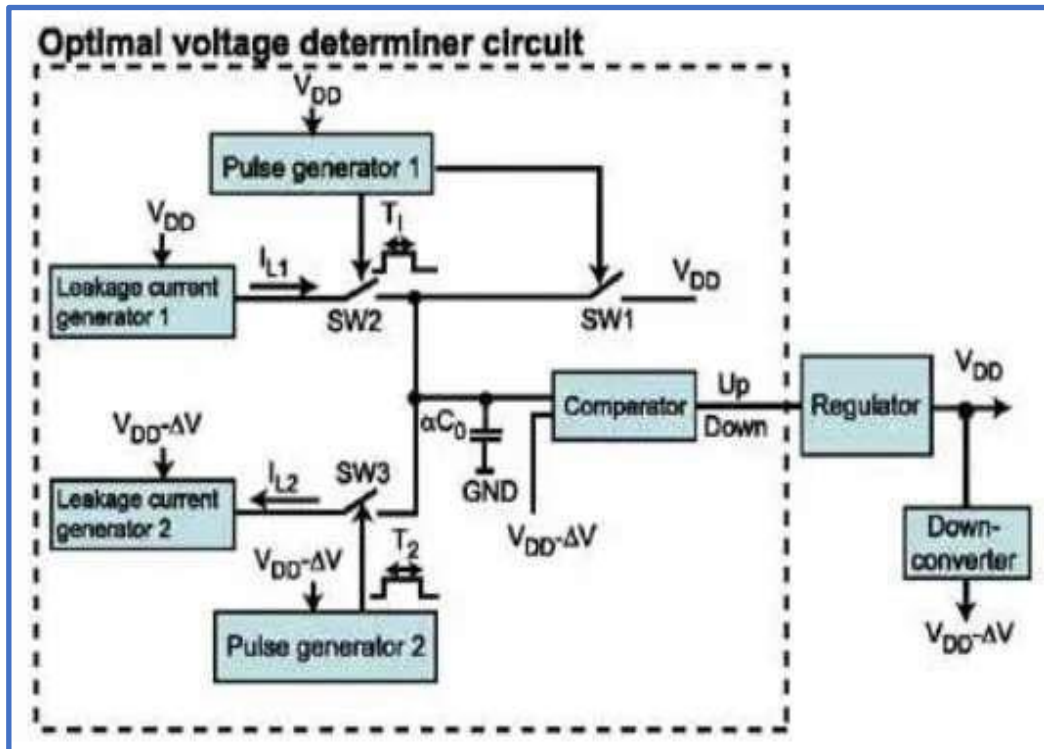 Optimal voltage determiner circuit
VDD
Pulse generator 1
T1
VDD
IL1
Leakage current
generator 1
SW2
SW1
VDD
VDD-ΔV
IL2
SW3
Leakage current
generator 2
αC0
GND
Comparator
VDD-ΔV
Up
Down
Regulator
VDD
VDD-ΔV
T2
Pulse generator 2
Down-
converter
VDD-ΔV